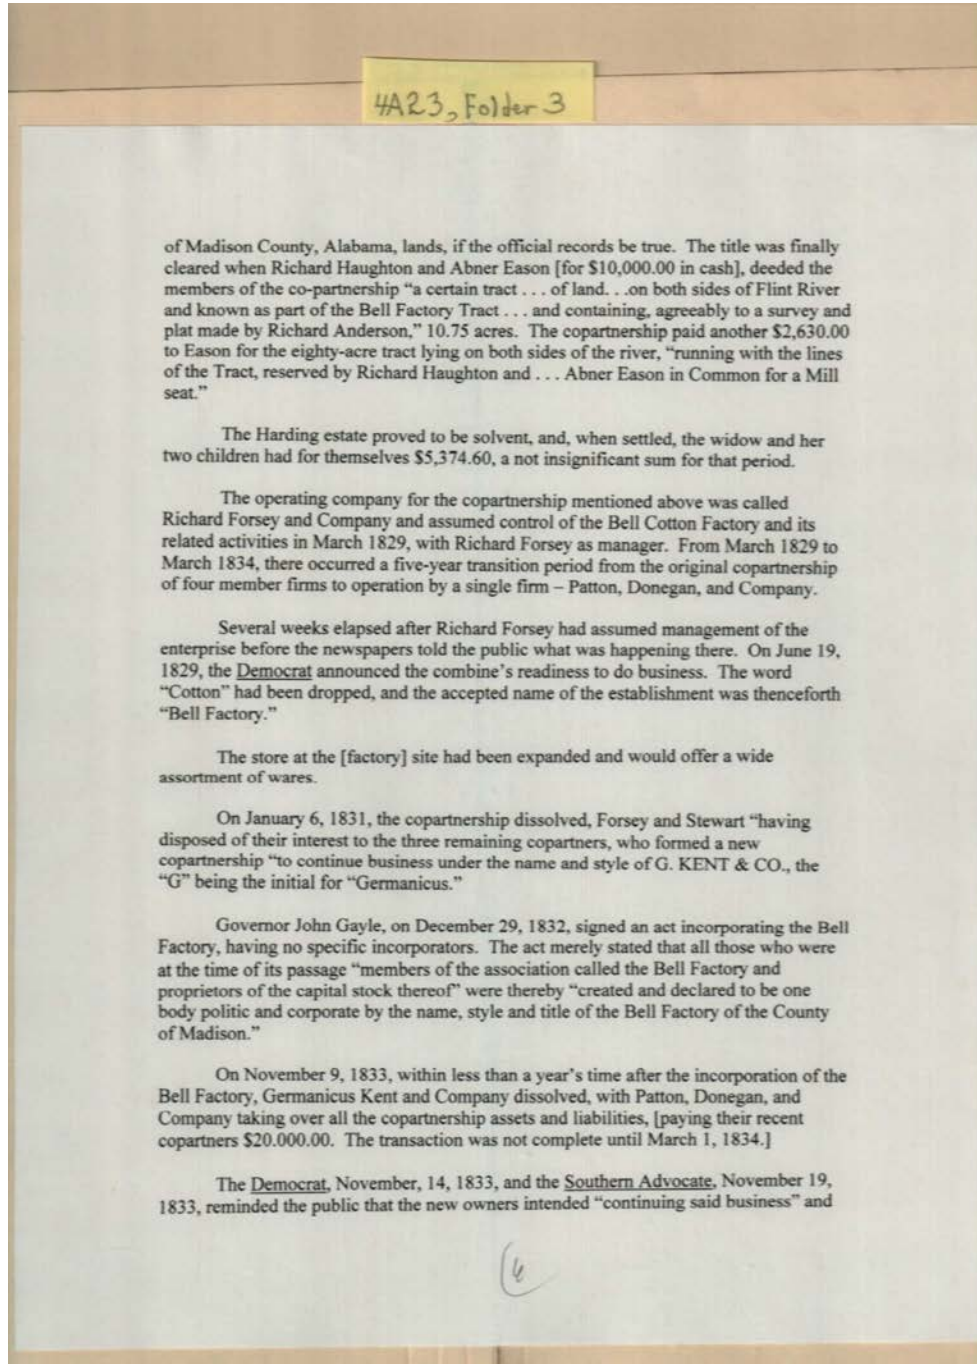 4A23, Folder 3
of Madison County, Alabama, lands, if the official records be true. The title was finally
cleared when Richard Haughton and Abner Eason [for $10,000.00 in cash], deeded the
members of the co-partnership “a certain tract . . . of land. . .on both sides of Flint River
and known as part of the Bell Factory Tract . . . and containing, agreeably to a survey and
plat made by Richard Anderson,” 10.75 acres. The copartnership paid another $2,630.00
to Eason for the eighty-acre tract lying on both sides of the river, “running with the lines
of the Tract, reserved by Richard Haughton and . . . Abner Eason in Common for a Mill
seat.”
The Harding estate proved to be solvent, and, when settled, the widow and her
two children had for themselves $5,374.60, a not insignificant sum for that period.
The operating company for the copartnership mentioned above was called
Richard Forsey and Company and assumed control of the Bell Cotton Factory and its
related activities in March 1829, with Richard Forsey as manager. From March 1829 to
March 1834, there occurred a five-year transition period from the original copartnership
of four member firms to operation by a single firm – Patton, Donegan, and Company.
Several weeks elapsed after Richard Forsey had assumed management of the
enterprise before the newspapers told the public what was happening there. On June 19,
1829, the Democrat announced the combine’s readiness to do business. The word
“Cotton” had been dropped, and the accepted name of the establishment was thenceforth
“Bell Factory.”
The store at the [factory] site had been expanded and would offer a wide
assortment of wares.
On January 6, 1831, the copartnership dissolved, Forsey and Stewart “having
disposed of their interest to the three remaining copartners, who formed a new
copartnership “to continue business under the name and style of G. KENT & CO., the
“G” being the initial for “Germanicus.”
Governor John Gayle, on December 29, 1832, signed an act incorporating the Bell
Factory, having no specific incorporators. The act merely stated that all those who were
at the time of its passage “members of the association called the Bell Factory and
proprietors of the capital stock thereof” were thereby “created and declared to be one
body politic and corporate by the name, style and title of the Bell Factory of the County
of Madison.”
On November 9, 1833, within less than a year’s time after the incorporation of the
Bell Factory, Germanicus Kent and Company dissolved, with Patton, Donegan, and
Company taking over all the copartnership assets and liabilities, [paying their recent
copartners $20.000.00. The transaction was not complete until March 1, 1834.]
The Democrat, November, 14, 1833, and the Southern Advocate, November 19,
1833, reminded the public that the new owners intended “continuing said business” and
6